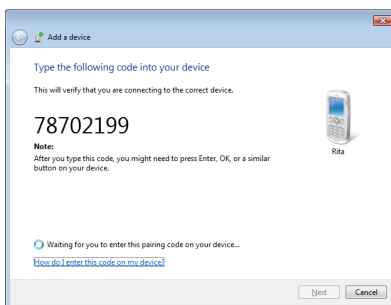 Add a device
Type the following code into your device
This will verify that you are connecting to the correct device.
78702199
Note:
After you type this code, you might need to press Enter, OK, or a similar
button on your device.
Rita
Waiting for you to enter this pairing code on your device...
How do I enter this code on my device?
Next
Cancel